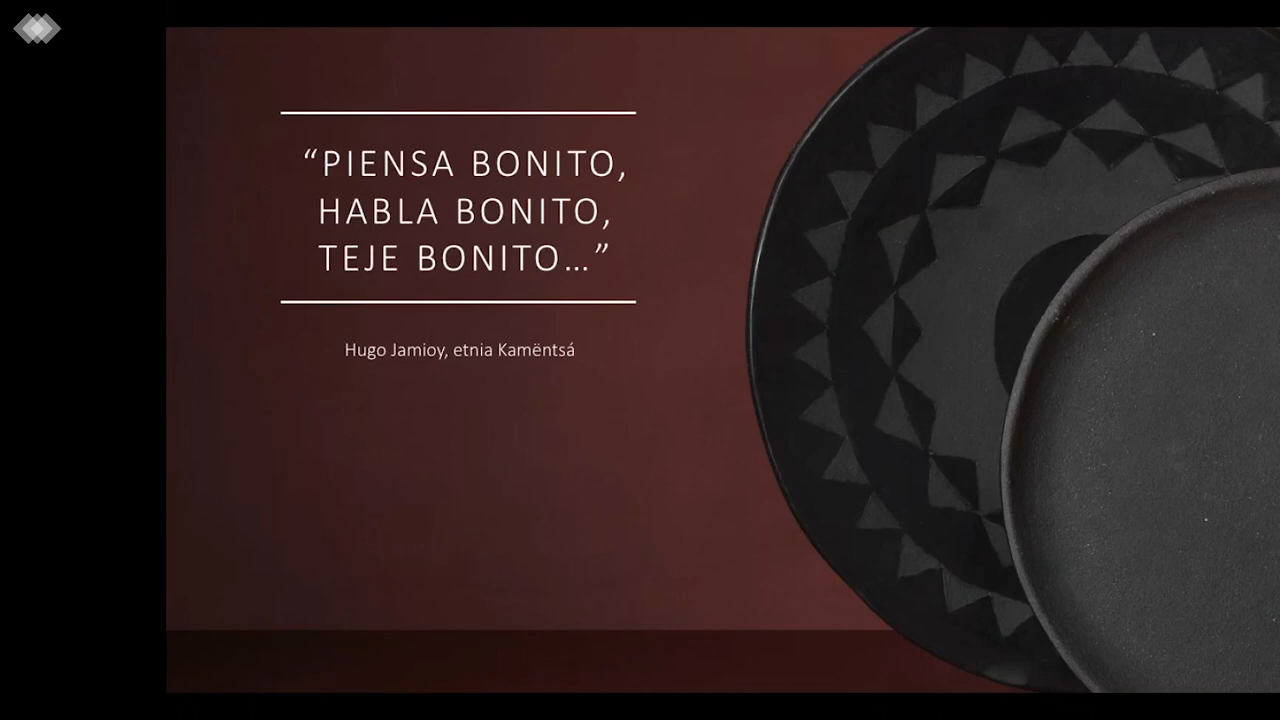 “PIENSA BONITO,
HABLA BONITO,
TEJE BONITO…”
Hugo Jamioy, etnia Kamëntsá